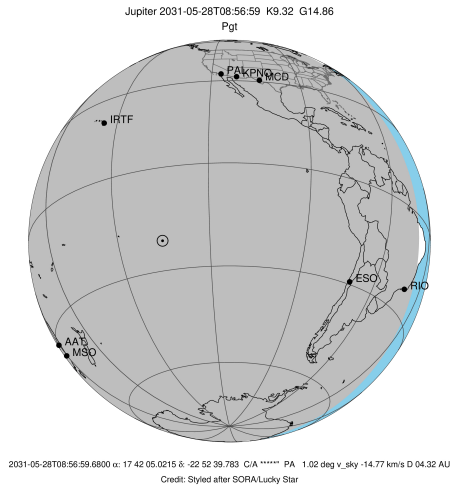 Jupiter 2031-05-28T08:56:59 K9.32 G14.86
Pgt
PAL
KPNO
MCD
IRTF
ESO
RIO
AAT
MSO
2031-05-28T08:56:59.6800 α: 17 42 05.0215 δ: -22 52 39.783 C/A *****" PA 1.02 deg v_sky -14.77 km/s D 04.32 AU
Credit: Styled after SORA/Lucky Star